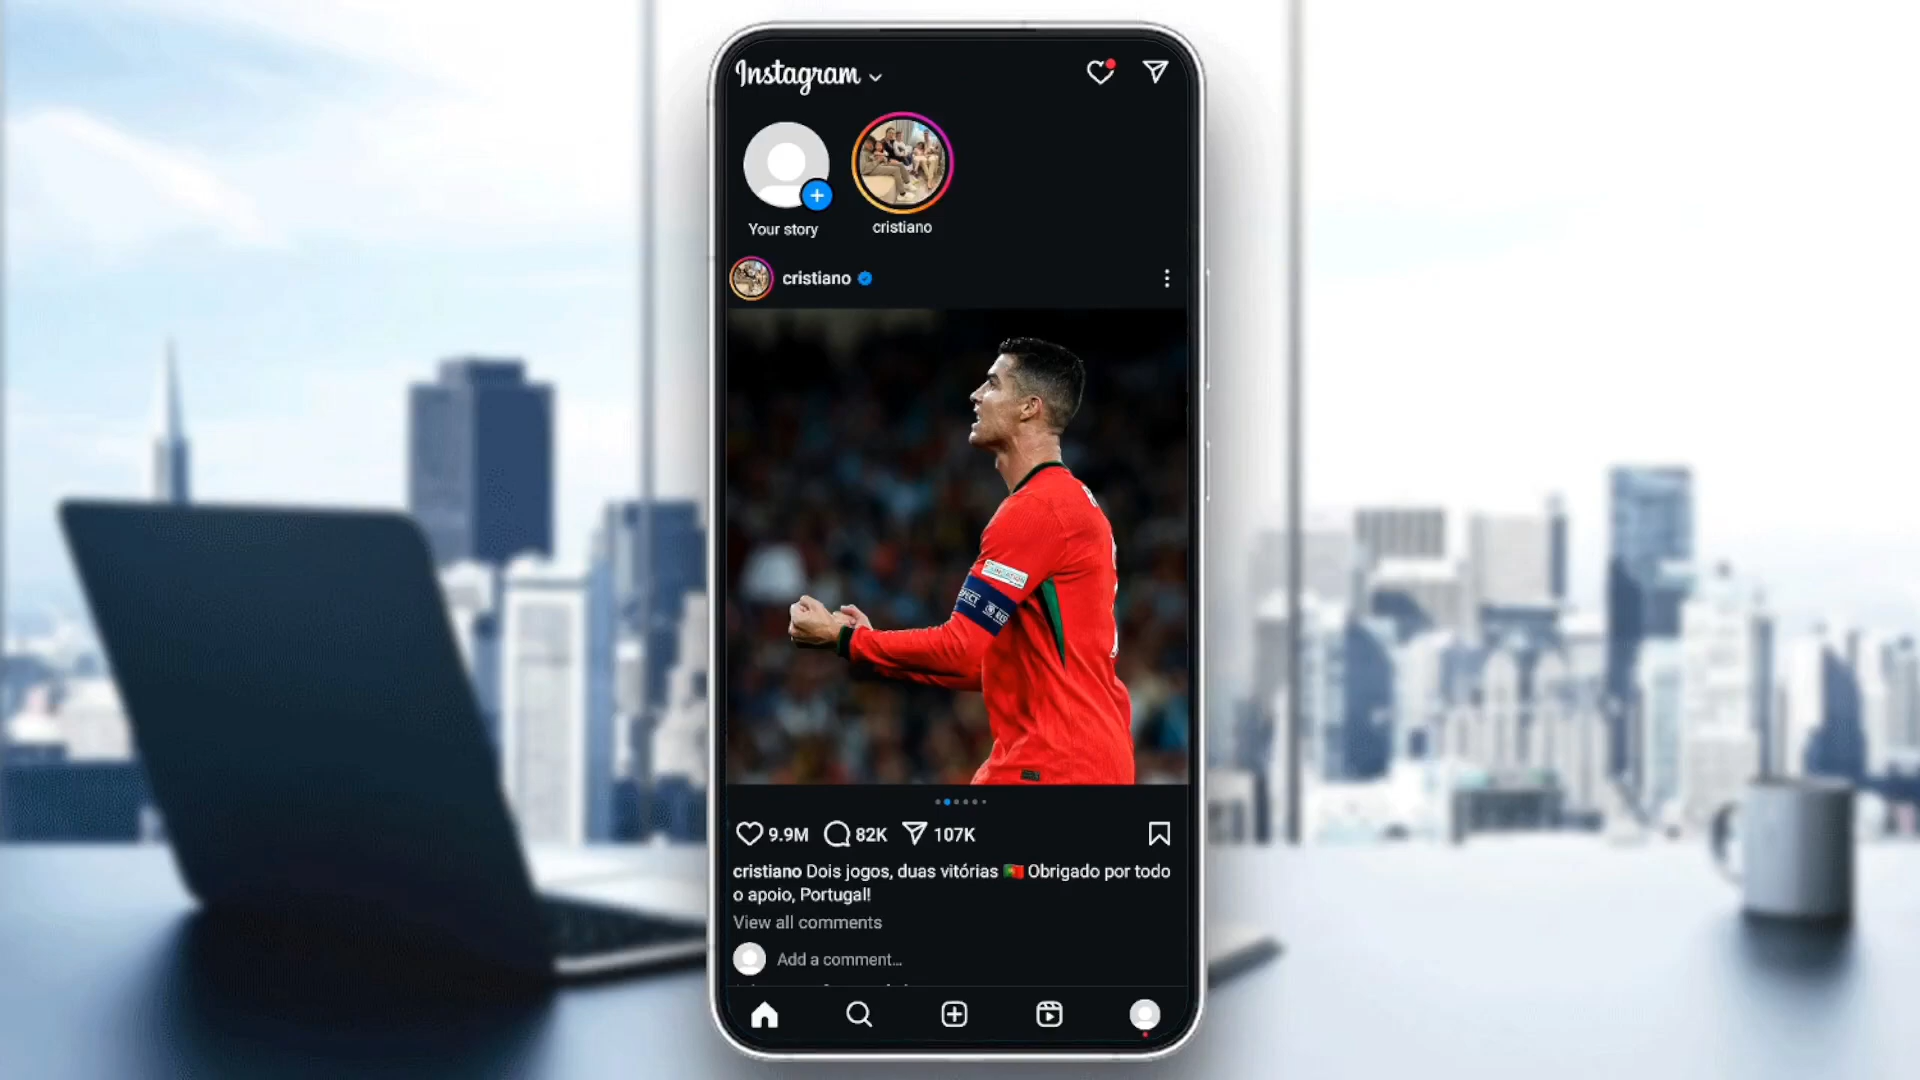 Instagram
Your story
cristiano
cristiano
9.9M 82K 107K
cristiano Dois jogos, duas vitórias 🇵🇹 Obrigado por todo
o apoio, Portugal!
View all comments
Add a comment...